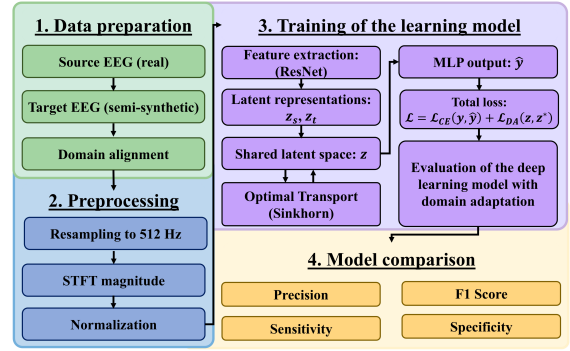 1. Data preparation
Source EEG (real)
Target EEG (semi-synthetic)
Domain alignment
2. Preprocessing
Resampling to 512 Hz
STFT magnitude
Normalization
3. Training of the learning model
Feature extraction:
(ResNet)
Latent representations:
z_s, z_t
Shared latent space: z
Optimal Transport
(Sinkhorn)
MLP output: ŷ
Total loss:
ℒ = ℒ_CE(y, ŷ) + ℒ_DA(z, z*)
Evaluation of the deep
learning model with
domain adaptation
4. Model comparison
Precision
F1 Score
Sensitivity
Specificity